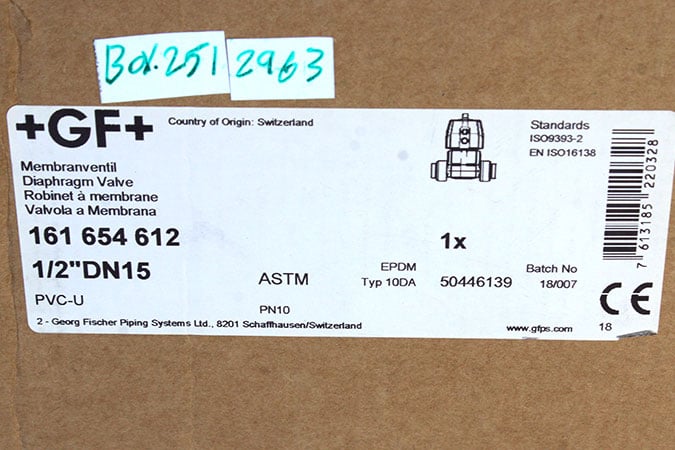 Box.251 2963
+GF+
Country of Origin: Switzerland
Standards
ISO9393-2
EN ISO16138
Membranventil
Diaphragm Valve
Robinet à membrane
Valvola a Membrana
161 654 612
1x
1/2"DN15
ASTM
EPDM
Typ 10DA
50446139
Batch No
18/007
PVC-U
PN10
7 613185 220328
CE
2 - Georg Fischer Piping Systems Ltd., 8201 Schaffhausen/Switzerland
www.gfps.com
18